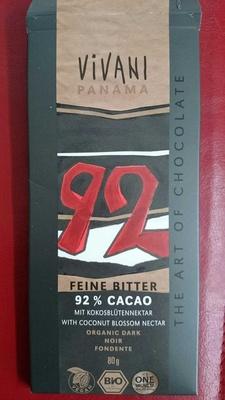 ViVANI
PANAMA
92
FEINE BITTER
92 % CACAO
MIT KOKOSBLÜTENNEKTAR
WITH COCONUT BLOSSOM NECTAR
ORGANIC DARK
NOIR
FONDENTE
80g
BIO
ONE
THE ART OF CHOCOLATE